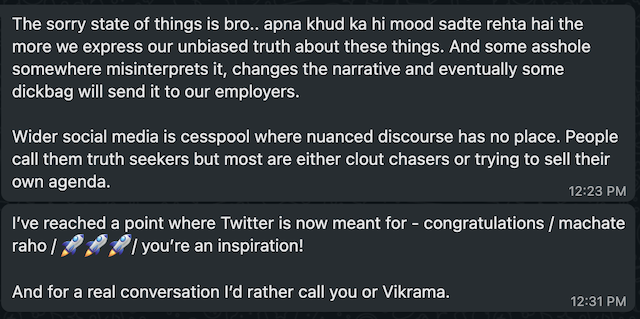 The sorry state of things is bro.. apna khud ka hi mood sadte rehta hai the
more we express our unbiased truth about these things. And some asshole
somewhere misinterprets it, changes the narrative and eventually some
dickbag will send it to our employers.
Wider social media is cesspool where nuanced discourse has no place. People
call them truth seekers but most are either clout chasers or trying to sell their
own agenda.
12:23 PM
I've reached a point where Twitter is now meant for - congratulations / machate
raho / 🚀🚀🚀/ you're an inspiration!
And for a real conversation I'd rather call you or Vikrama.
12:31 PM